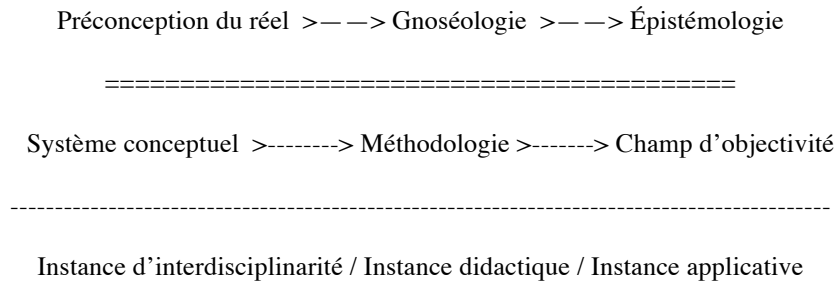 Préconception du réel >— —> Gnoséologie >— —> Épistémologie
==========================================
Système conceptuel >--------> Méthodologie >-------> Champ d’objectivité
-------------------------------------------------------------------------------------------
Instance d’interdisciplinarité / Instance didactique / Instance applicative